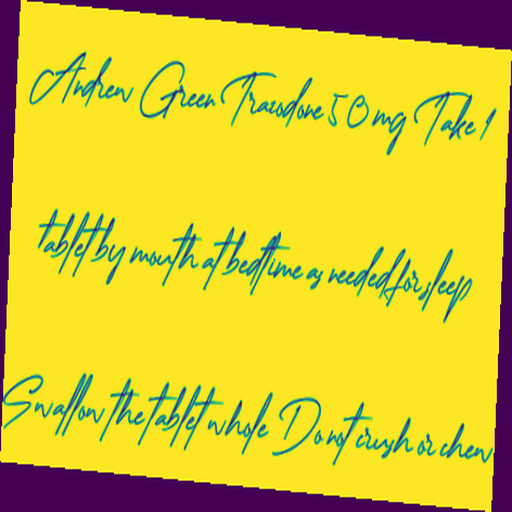 Andrew Green Trazodone 50 mg Take 1
tablet by mouth at bedtime as needed for sleep
Swallow the tablet whole Do not crush or chew